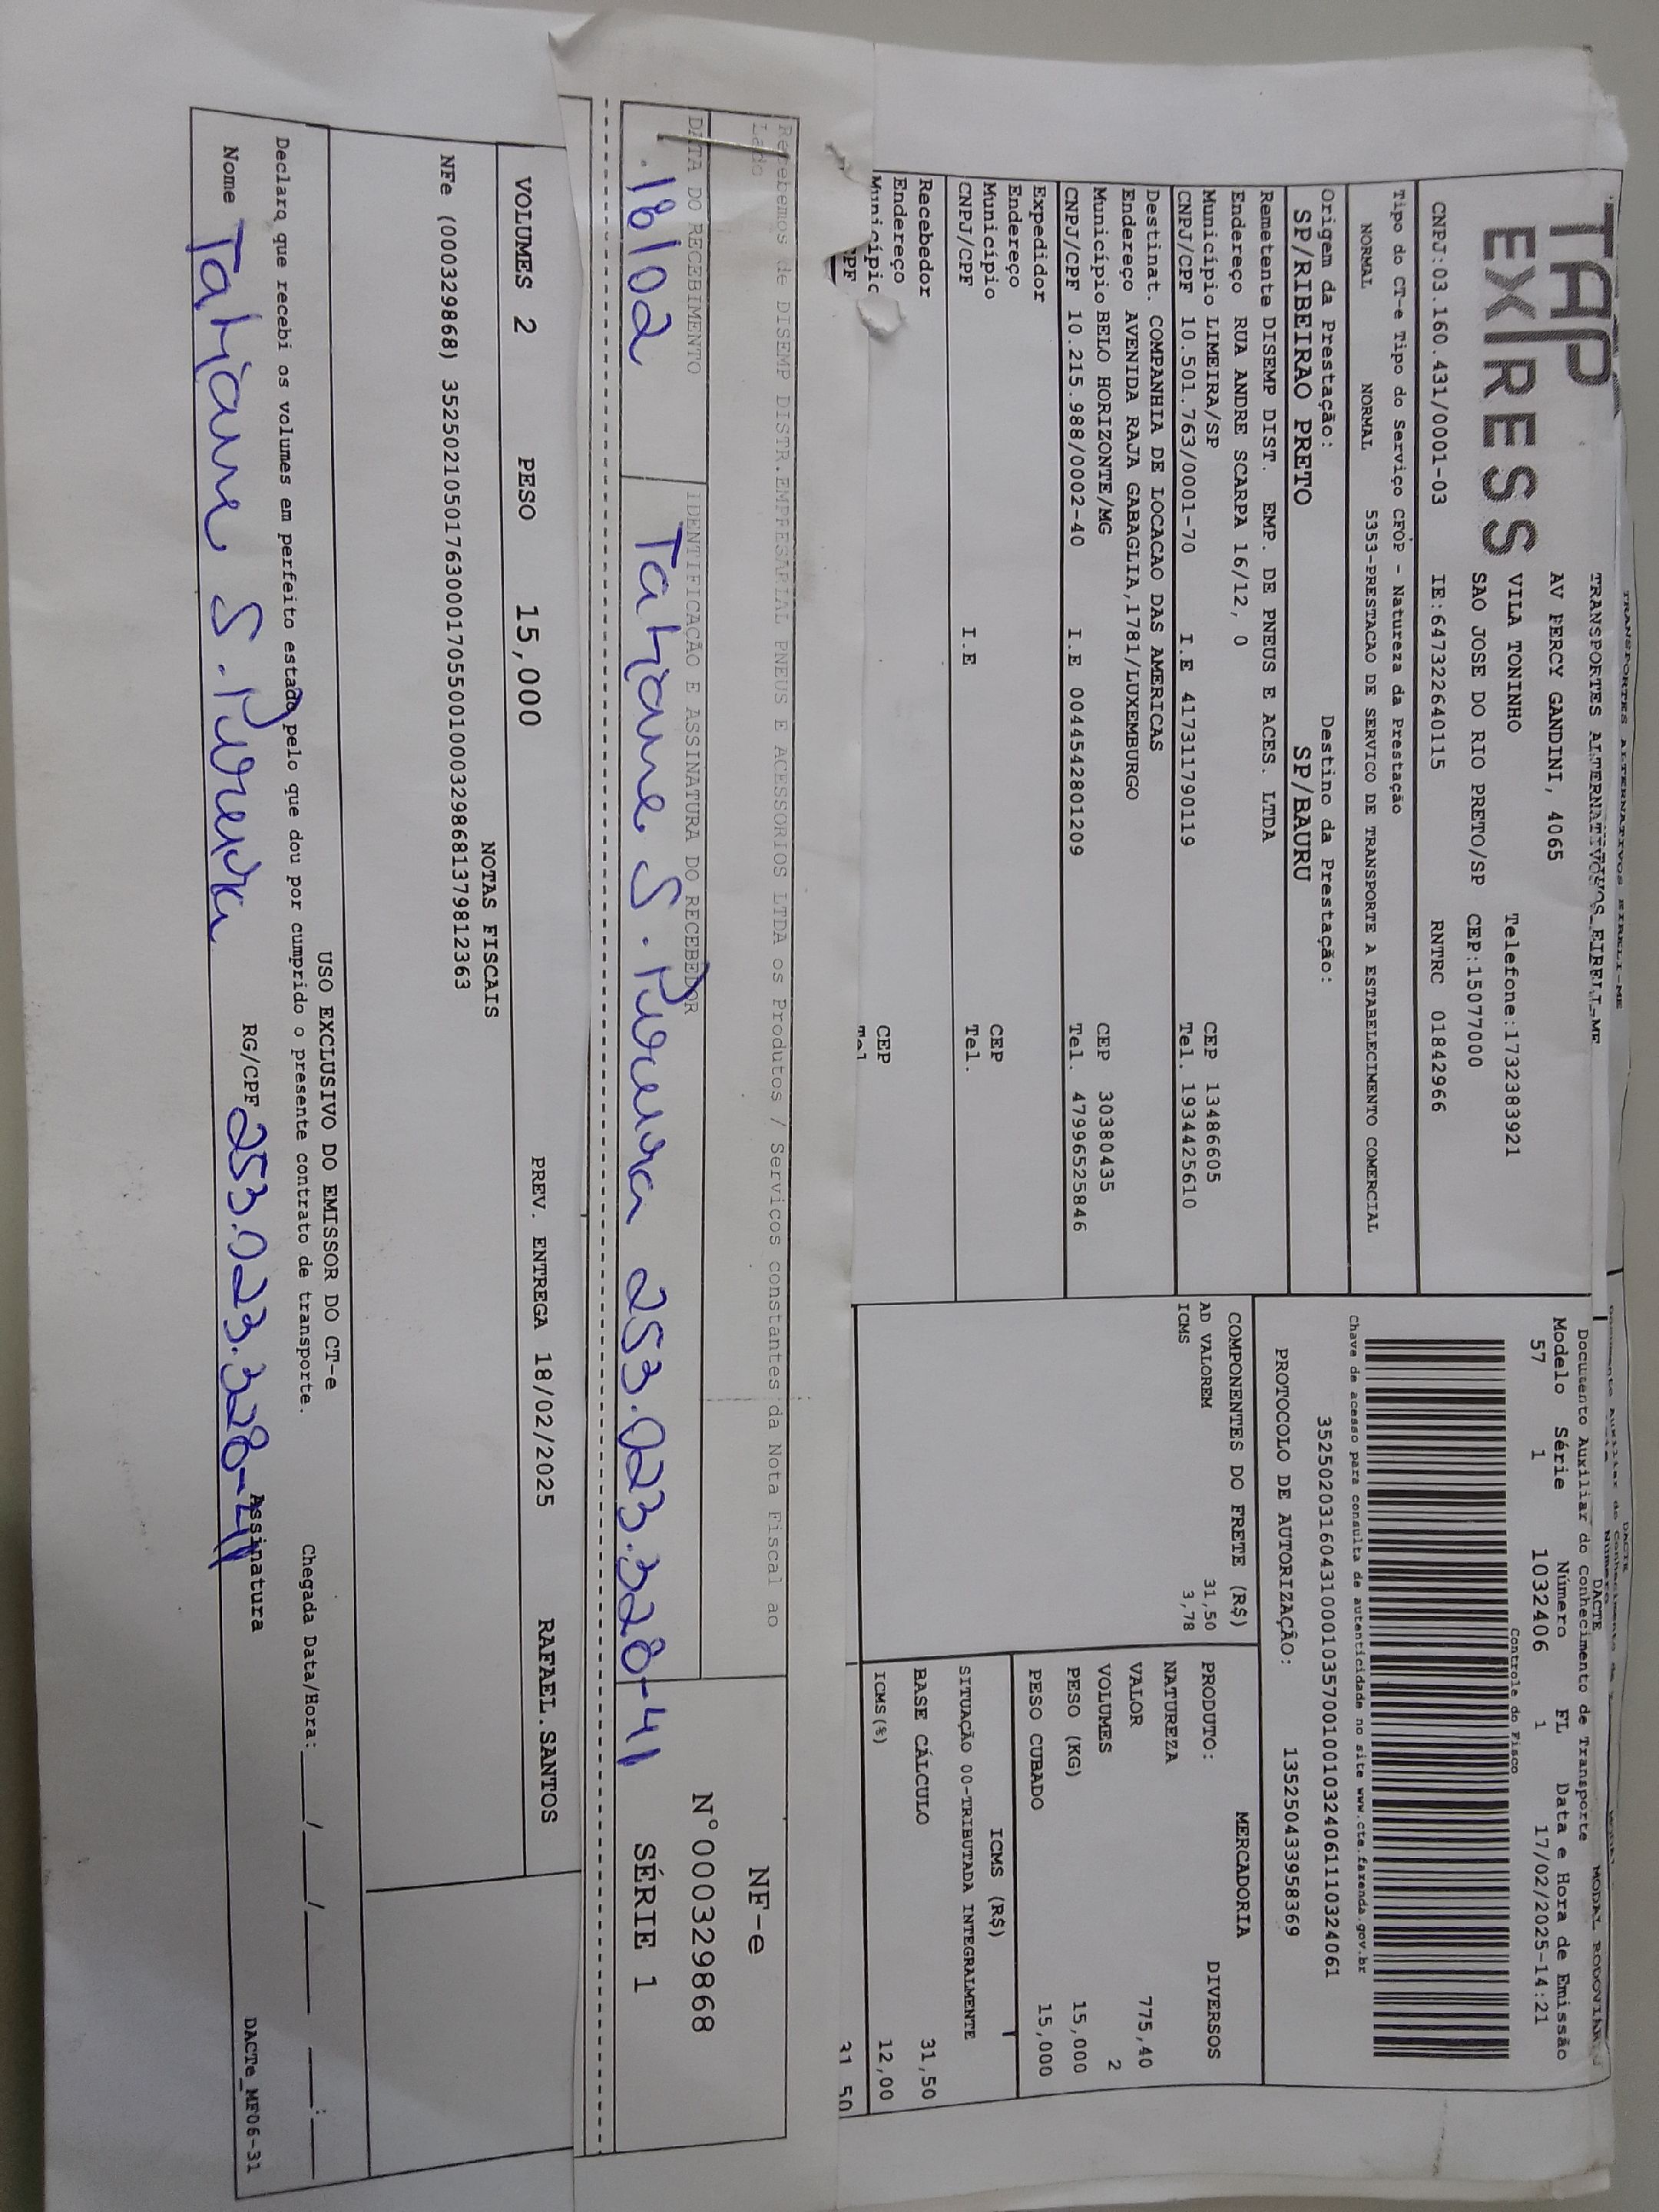 TAP
EXPRESS
TRANSPORTES ALTERNATIVOS EIRELI-ME
AV PERCY GANDINI, 4065
VILA TONINHO Telefone:1732383921
SAO JOSE DO RIO PRETO/SP CEP:15077000
CNPJ:03.160.431/0001-03 IE:647322640115 RNTRC 01842966
Tipo do CT-e Tipo do Serviço CFOP - Natureza da Prestação
NORMAL NORMAL 5353-PRESTACAO DE SERVICO DE TRANSPORTE A ESTABELECIMENTO COMERCIAL
Origem da Prestação: Destino da Prestação:
SP/RIBEIRAO PRETO SP/BAURU
Remetente DISEMP DIST. EMP. DE PNEUS E ACES. LTDA
Endereço RUA ANDRE SCARPA 16/12, 0
Município LIMEIRA/SP CEP 13486605
CNPJ/CPF 10.501.763/0001-70 I.E 417311790119 Tel. 1934425610
Destinat. COMPANHIA DE LOCACAO DAS AMERICAS
Endereço AVENIDA RAJA GABAGLIA,1781/LUXEMBURGO
Município BELO HORIZONTE/MG CEP 30380435
CNPJ/CPF 10.215.988/0002-40 I.E 0044542801209 Tel. 47996525846
Expedidor
Endereço
Município CEP
CNPJ/CPF I.E Tel.
Recebedor
Endereço CEP
Município Tel
CPF
DACTE MODAL RODOVIARIO
Documento Auxiliar do Conhecimento de Transporte
Modelo Série Número FL Data e Hora de Emissão
57 1 1032406 1 1 17/02/2025-14:21
Controle do Fisco
Chave de acesso para consulta de autenticidade no site www.cte.fazenda.gov.br
35250203160431000103570010010324061110324061
PROTOCOLO DE AUTORIZAÇÃO: 135250433958369
COMPONENTES DO FRETE (R$)
AD VALOREM 31,50
ICMS 3,78
MERCADORIA
PRODUTO: DIVERSOS
NATUREZA
VALOR 775,40
VOLUMES 2
PESO (KG) 15,000
PESO CUBADO 15,000
ICMS (R$)
SITUAÇÃO 00-TRIBUTADA INTEGRALMENTE
BASE CÁLCULO 31,50
ICMS(%) 12,00
31 50
Recebemos de DISEMP DISTR.EMPRESARIAL PNEUS E ACESSORIOS LTDA os Produtos / Serviços constantes da Nota Fiscal ao
Lado
DATA DO RECEBIMENTO IDENTIFICAÇÃO E ASSINATURA DO RECEBEDOR
18/02 Tatiane S. Pereira 253.023.328-41
NF-e
N°000329868
SÉRIE 1
VOLUMES 2 PESO 15,000 PREV. ENTREGA 18/02/2025 RAFAEL.SANTOS
NOTAS FISCAIS
NFe (000329868) 35250210501763000170550010003298681379812363
USO EXCLUSIVO DO EMISSOR DO CT-e
Declaro que recebi os volumes em perfeito estado pelo que dou por cumprido o presente contrato de transporte. Chegada Data/Hora:____/____/____ ___:___
Nome Tatiane S. Pereira RG/CPF 253.023.328-41 Assinatura
DACTe_MF06-31